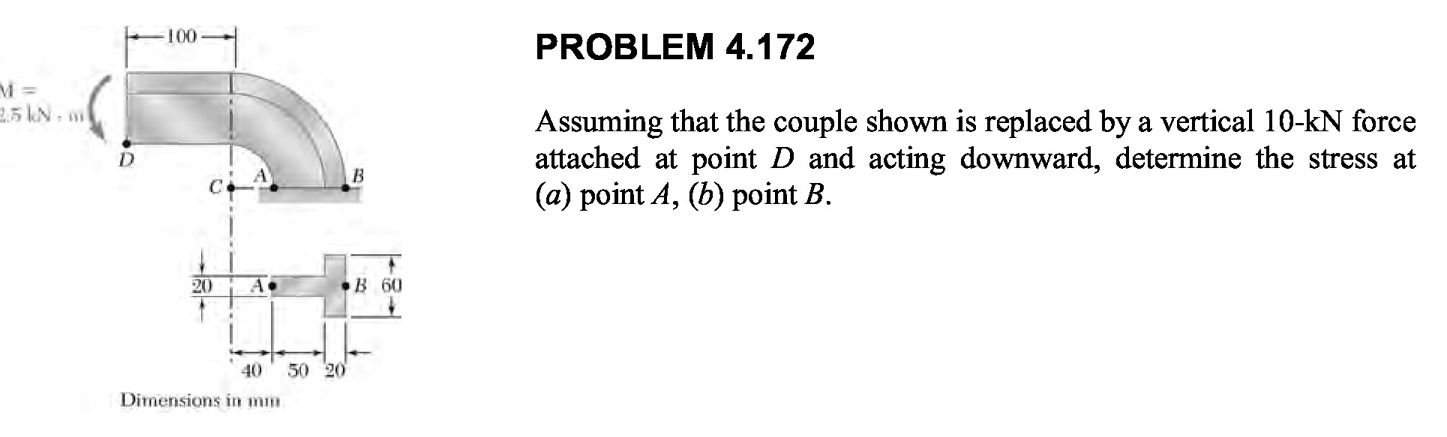 100
PROBLEM 4.172
M =
2.5 kN · m
Assuming that the couple shown is replaced by a vertical 10-kN force
attached at point D and acting downward, determine the stress at
(a) point A, (b) point B.
D
C
A
B
20
A
B
60
40
50
20
Dimensions in mm